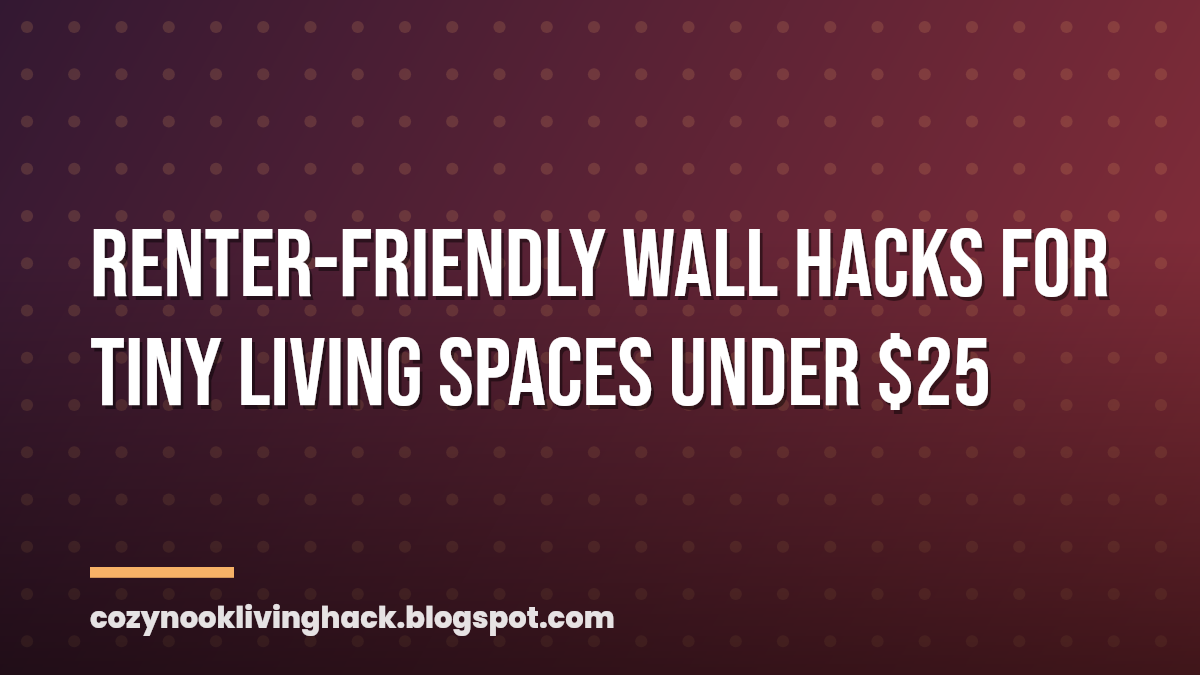 RENTER-FRIENDLY WALL HACKS FOR
TINY LIVING SPACES UNDER $25
cozynooklivinghack.blogspot.com